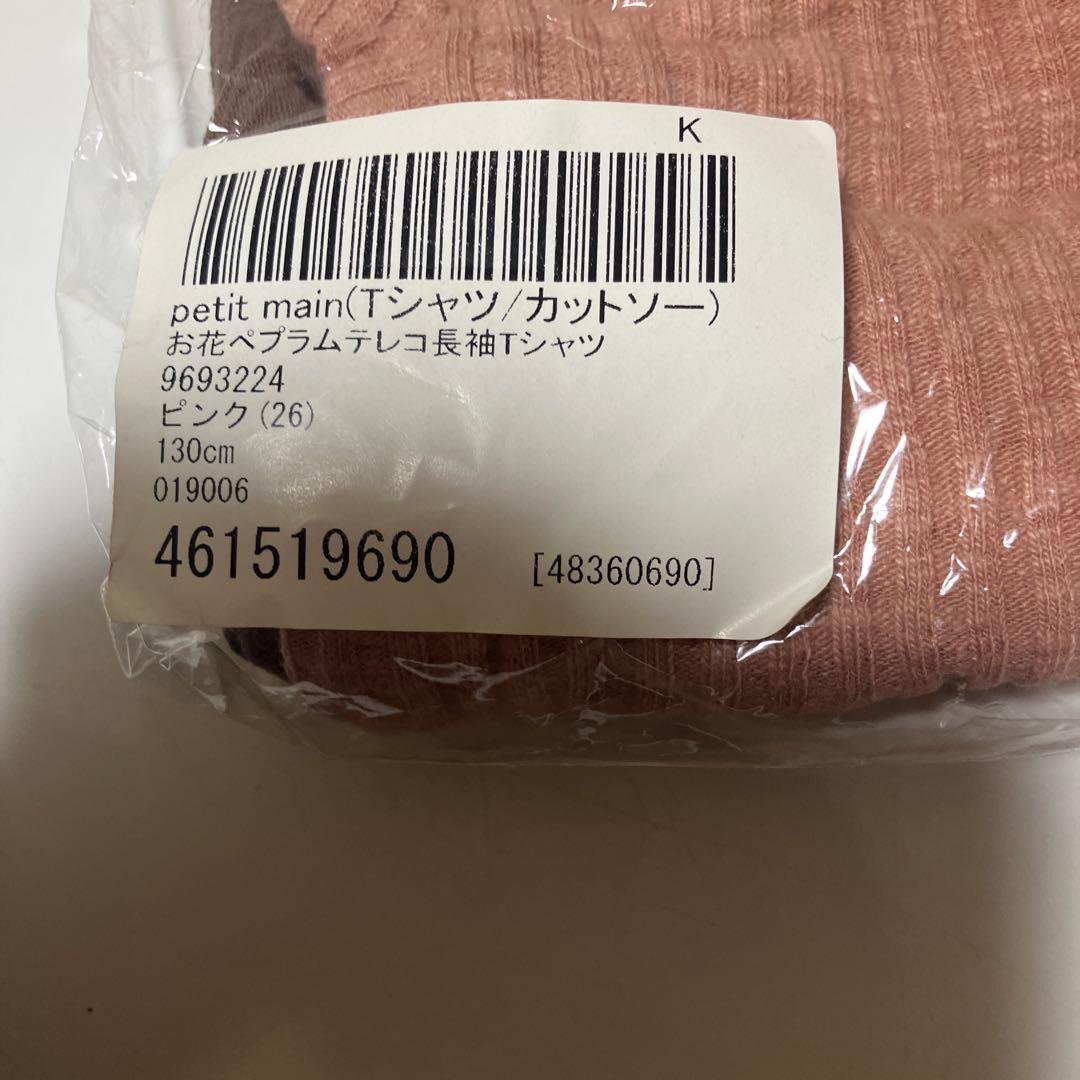 K
petit main(Tシャツ/カットソー)
お花ペプラムテレコ長袖Tシャツ
9693224
ピンク(26)
130cm
019006
461519690 [48360690]